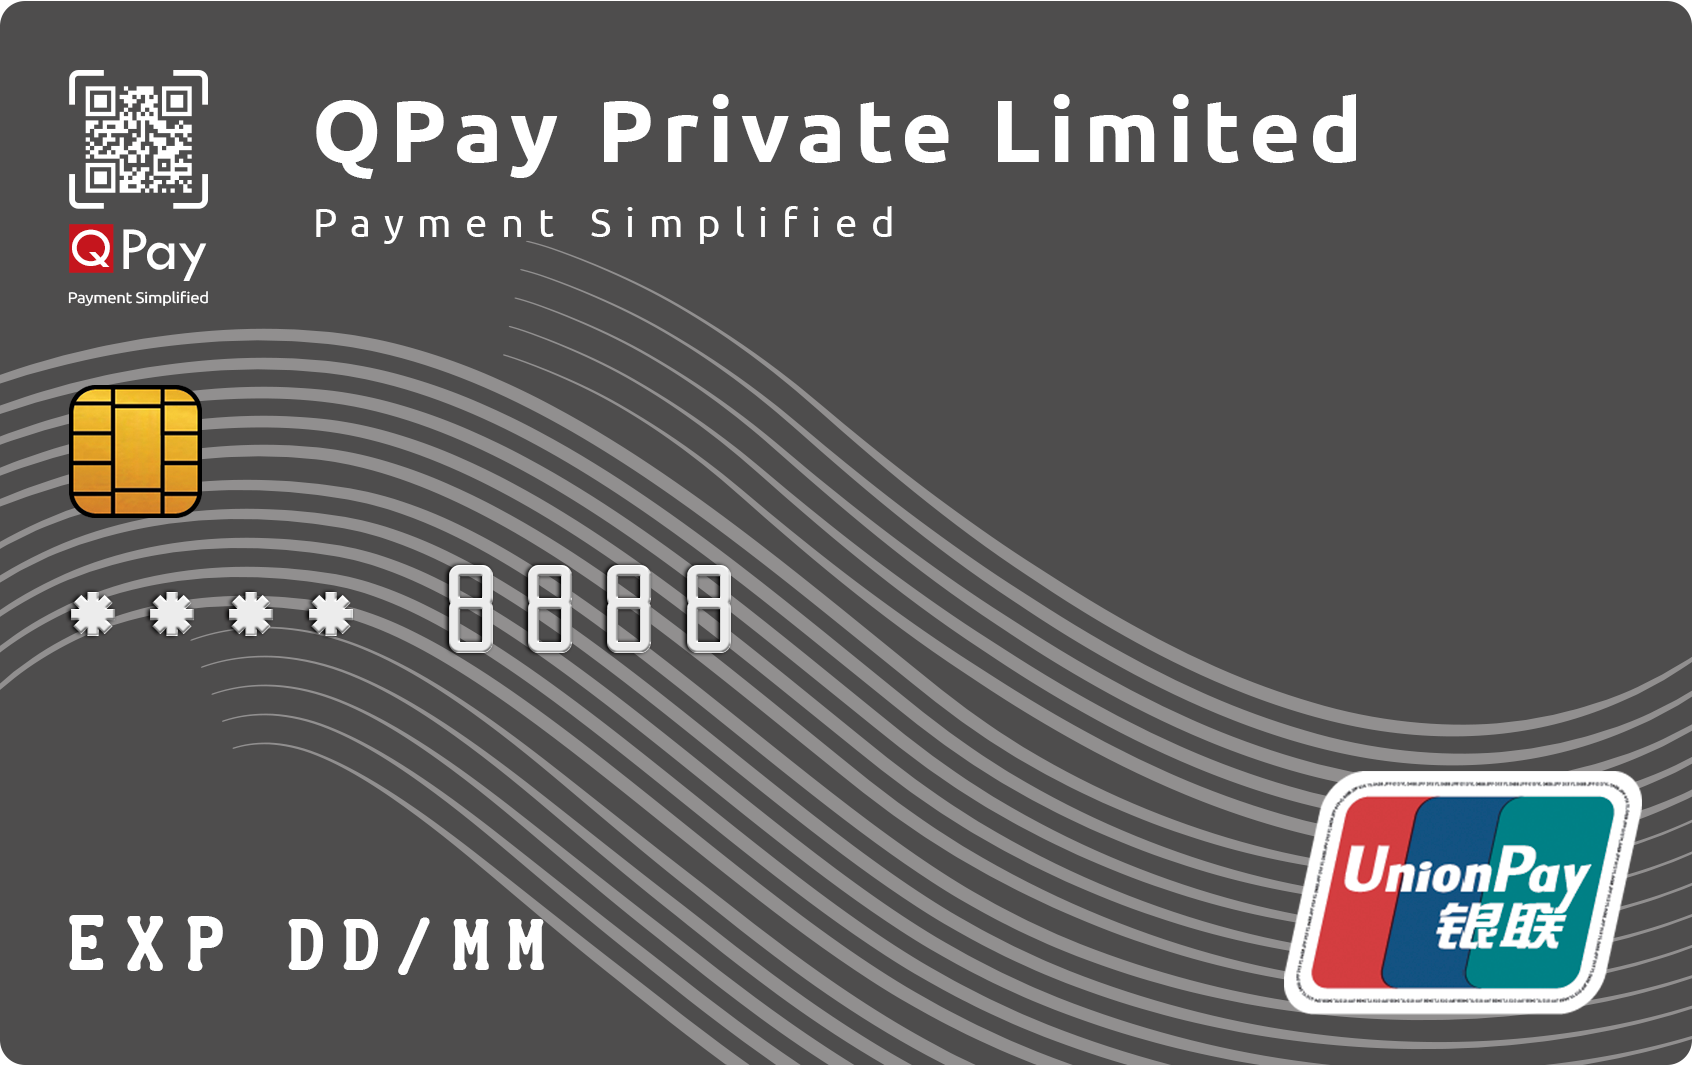 QPay Private Limited
Payment Simplified
QPay
Payment Simplified
**** 8888
EXP DD/MM
UnionPay
银联